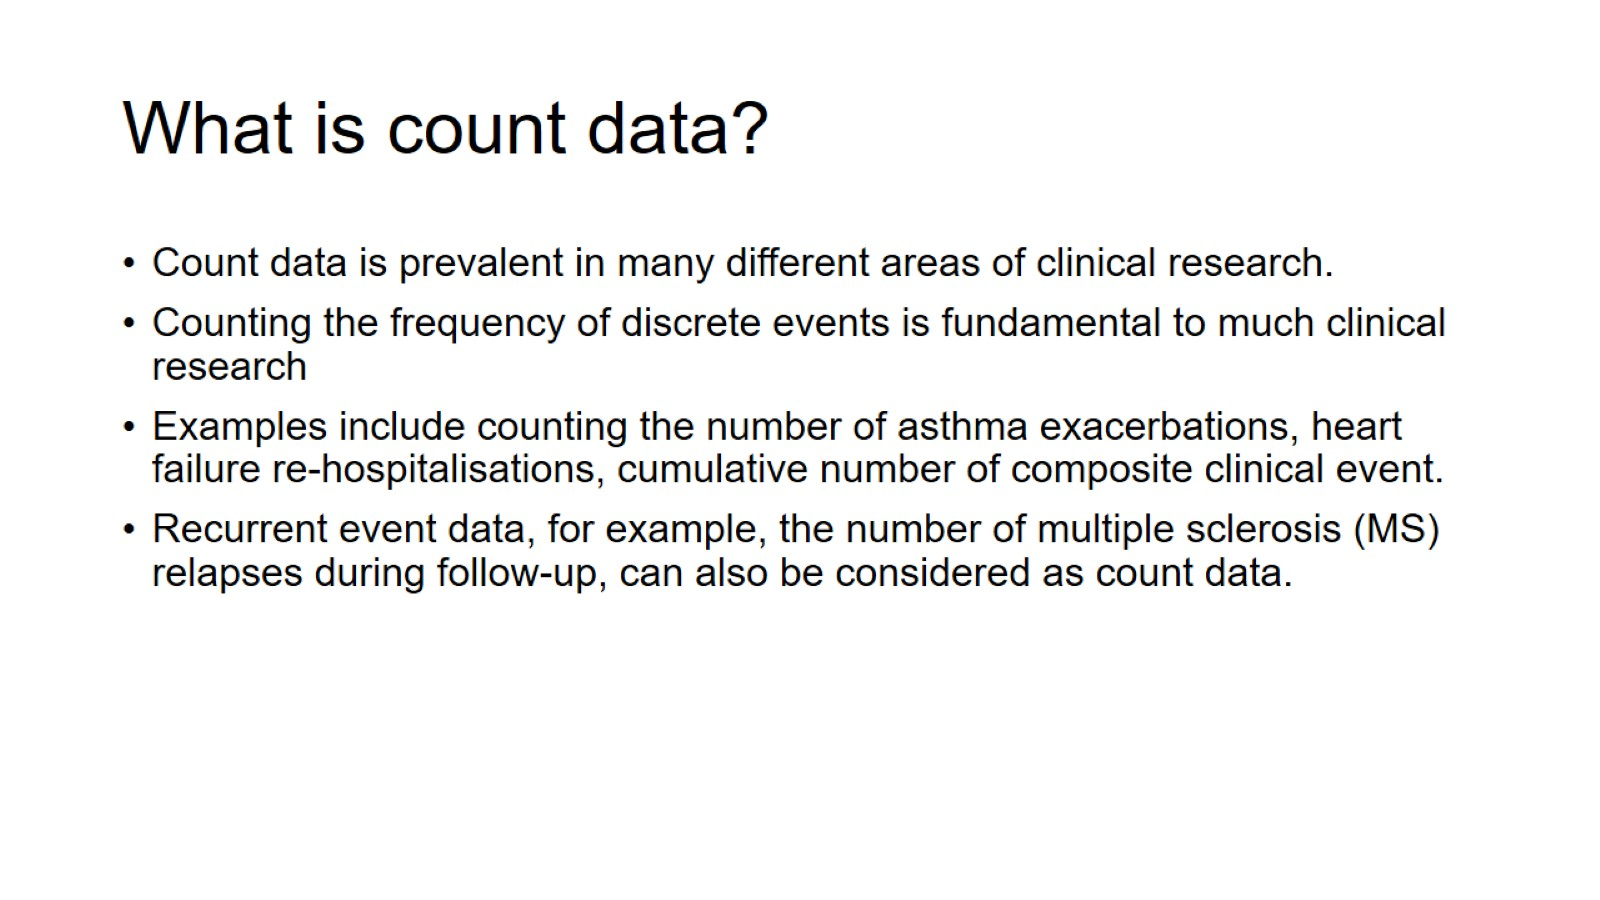 What is count data?
• Count data is prevalent in many different areas of clinical research.
• Counting the frequency of discrete events is fundamental to much clinical
research
• Examples include counting the number of asthma exacerbations, heart
failure re-hospitalisations, cumulative number of composite clinical event.
• Recurrent event data, for example, the number of multiple sclerosis (MS)
relapses during follow-up, can also be considered as count data.